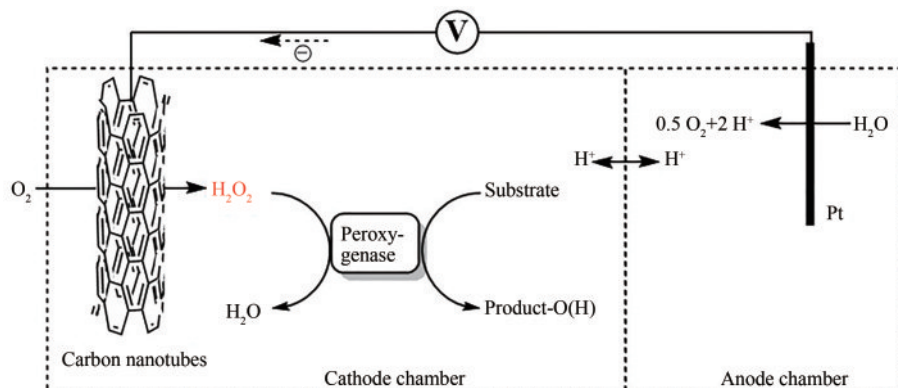 V
⊖
0.5 O₂+2 H⁺
H₂O
H⁺
H⁺
O₂
H₂O₂
Substrate
Pt
Peroxy-
genase
H₂O
Product-O(H)
Carbon nanotubes
Cathode chamber
Anode chamber